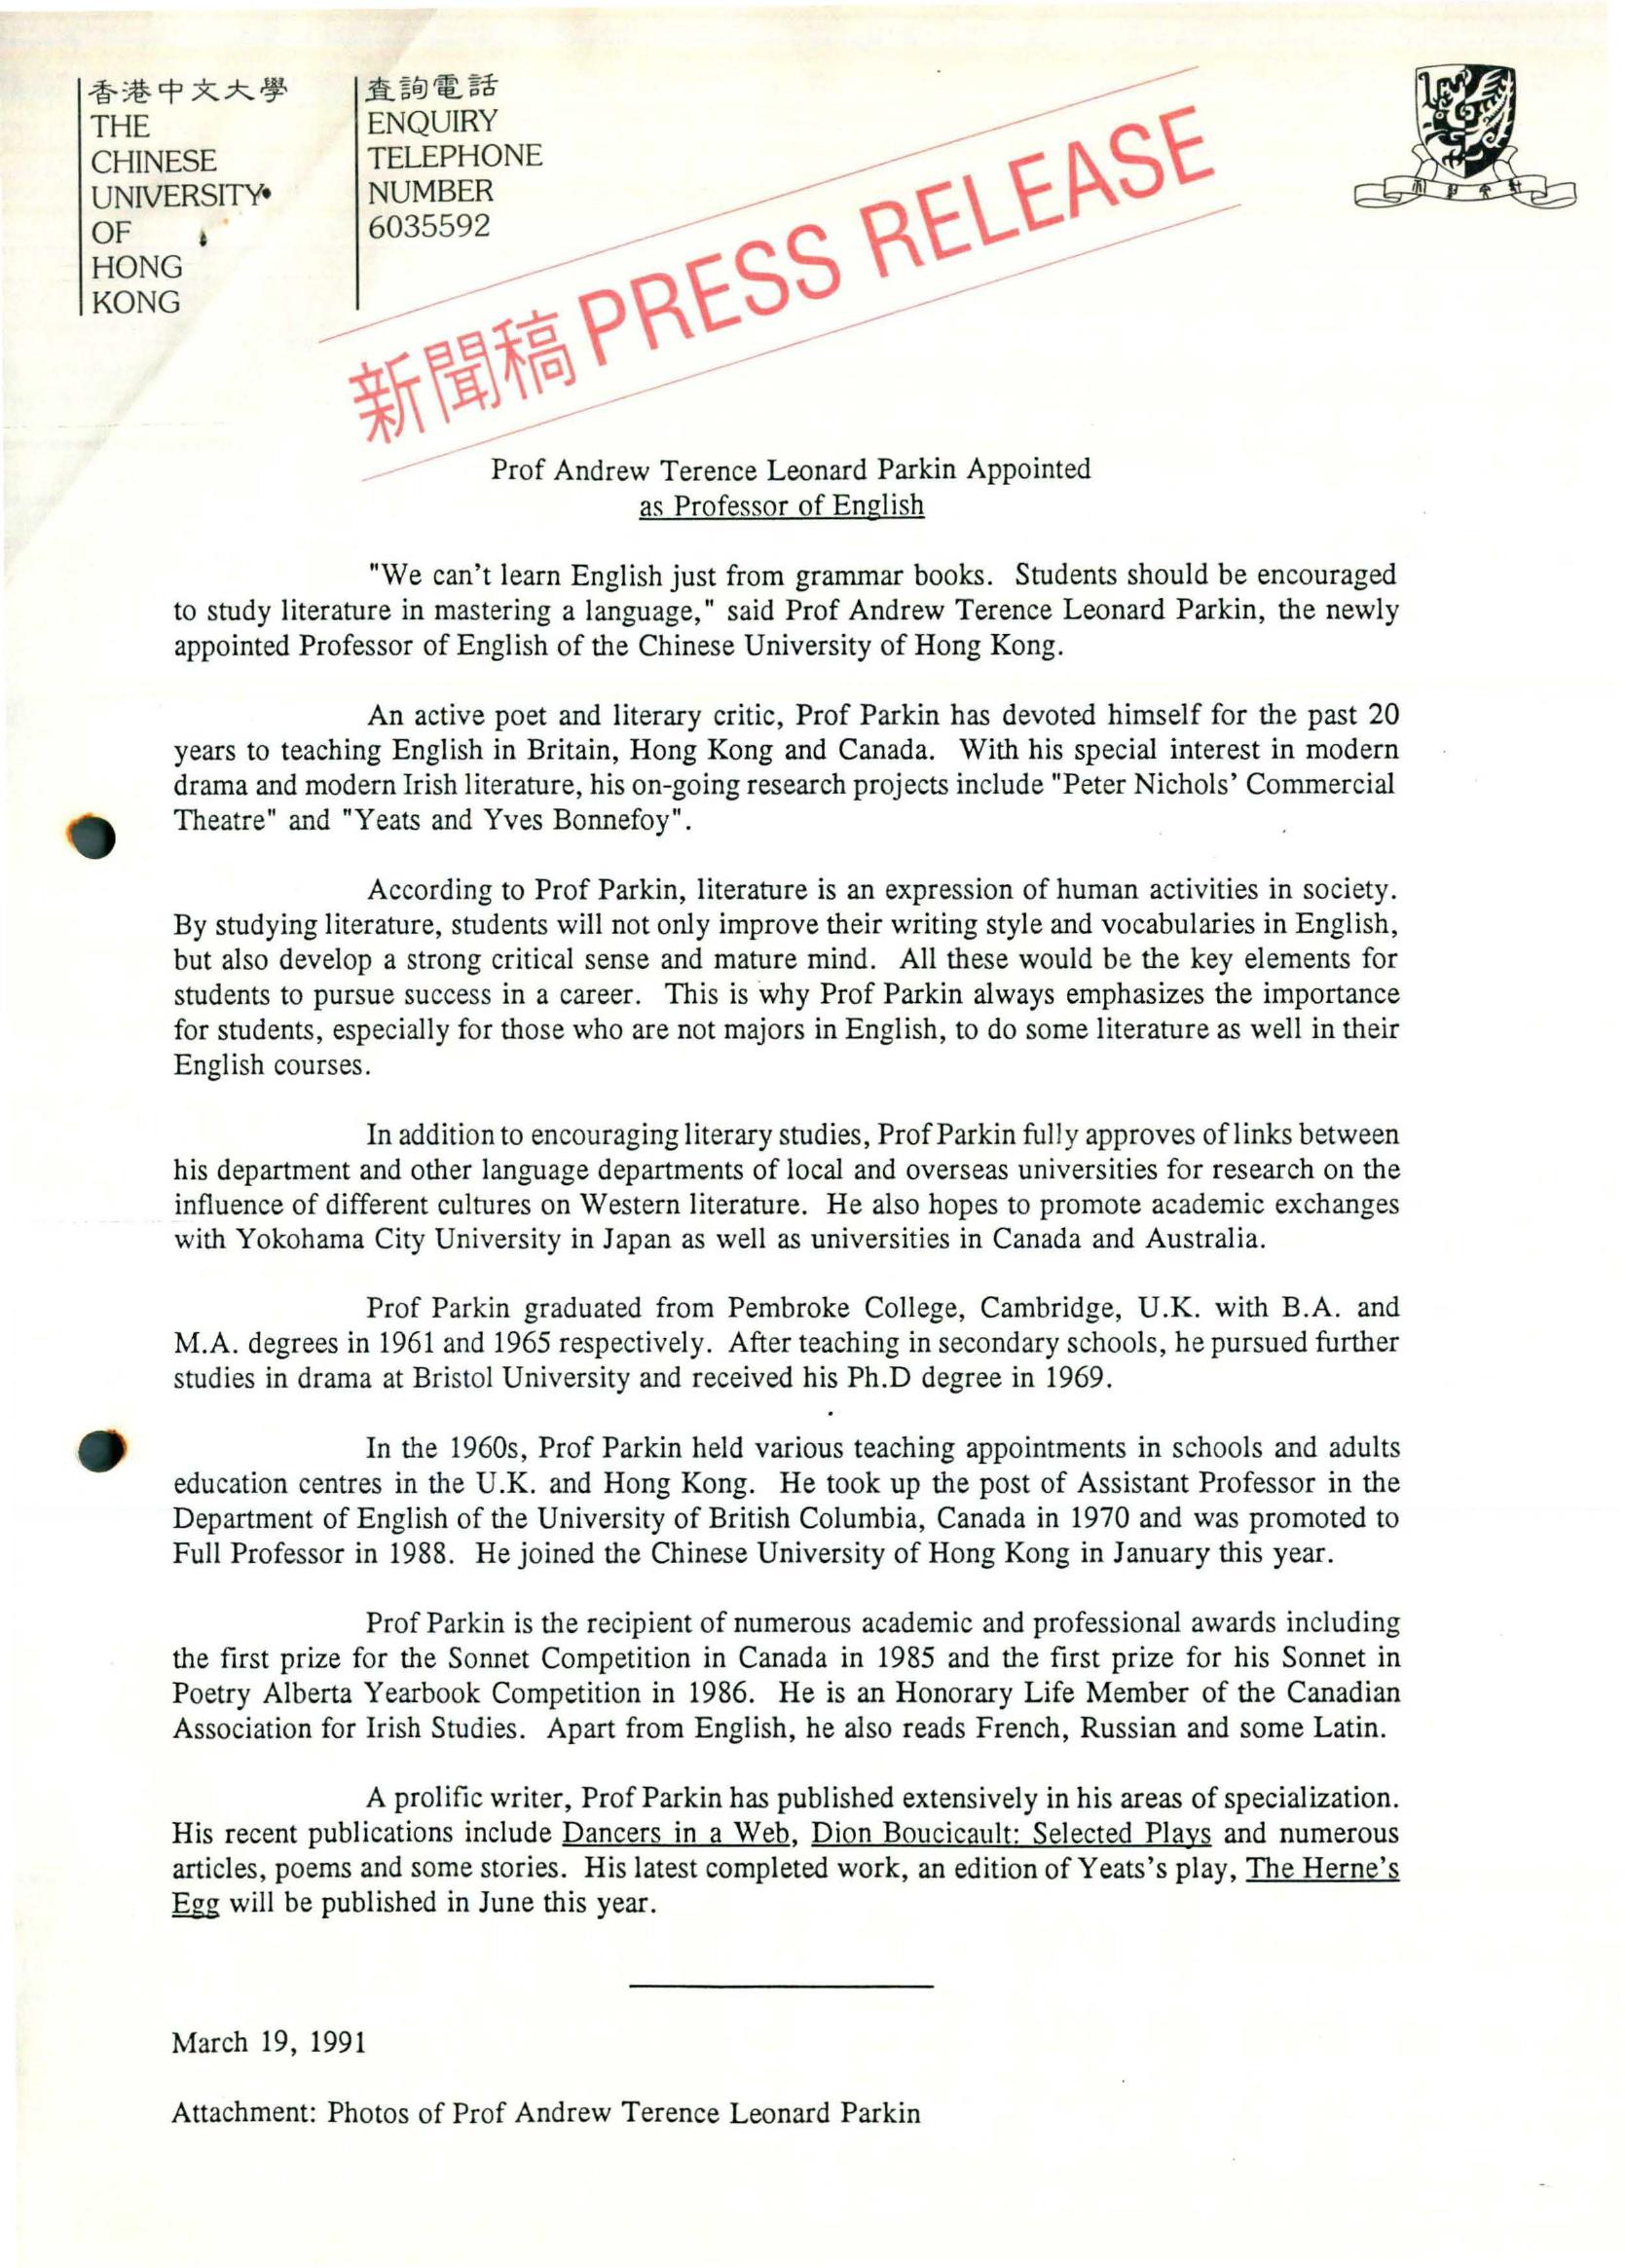 香港中文大學
THE
CHINESE
UNIVERSITY
OF
HONG
KONG
查詢電話
ENQUIRY
TELEPHONE
NUMBER
6035592
新聞稿 PRESS RELEASE
Prof Andrew Terence Leonard Parkin Appointed
as Professor of English
"We can't learn English just from grammar books. Students should be encouraged
to study literature in mastering a language," said Prof Andrew Terence Leonard Parkin, the newly
appointed Professor of English of the Chinese University of Hong Kong.
An active poet and literary critic, Prof Parkin has devoted himself for the past 20
years to teaching English in Britain, Hong Kong and Canada. With his special interest in modern
drama and modern Irish literature, his on-going research projects include "Peter Nichols' Commercial
Theatre" and "Yeats and Yves Bonnefoy".
According to Prof Parkin, literature is an expression of human activities in society.
By studying literature, students will not only improve their writing style and vocabularies in English,
but also develop a strong critical sense and mature mind. All these would be the key elements for
students to pursue success in a career. This is why Prof Parkin always emphasizes the importance
for students, especially for those who are not majors in English, to do some literature as well in their
English courses.
In addition to encouraging literary studies, Prof Parkin fully approves of links between
his department and other language departments of local and overseas universities for research on the
influence of different cultures on Western literature. He also hopes to promote academic exchanges
with Yokohama City University in Japan as well as universities in Canada and Australia.
Prof Parkin graduated from Pembroke College, Cambridge, U.K. with B.A. and
M.A. degrees in 1961 and 1965 respectively. After teaching in secondary schools, he pursued further
studies in drama at Bristol University and received his Ph.D degree in 1969.
In the 1960s, Prof Parkin held various teaching appointments in schools and adults
education centres in the U.K. and Hong Kong. He took up the post of Assistant Professor in the
Department of English of the University of British Columbia, Canada in 1970 and was promoted to
Full Professor in 1988. He joined the Chinese University of Hong Kong in January this year.
Prof Parkin is the recipient of numerous academic and professional awards including
the first prize for the Sonnet Competition in Canada in 1985 and the first prize for his Sonnet in
Poetry Alberta Yearbook Competition in 1986. He is an Honorary Life Member of the Canadian
Association for Irish Studies. Apart from English, he also reads French, Russian and some Latin.
A prolific writer, Prof Parkin has published extensively in his areas of specialization.
His recent publications include Dancers in a Web, Dion Boucicault: Selected Plays and numerous
articles, poems and some stories. His latest completed work, an edition of Yeats's play, The Herne's
Egg will be published in June this year.
March 19, 1991
Attachment: Photos of Prof Andrew Terence Leonard Parkin